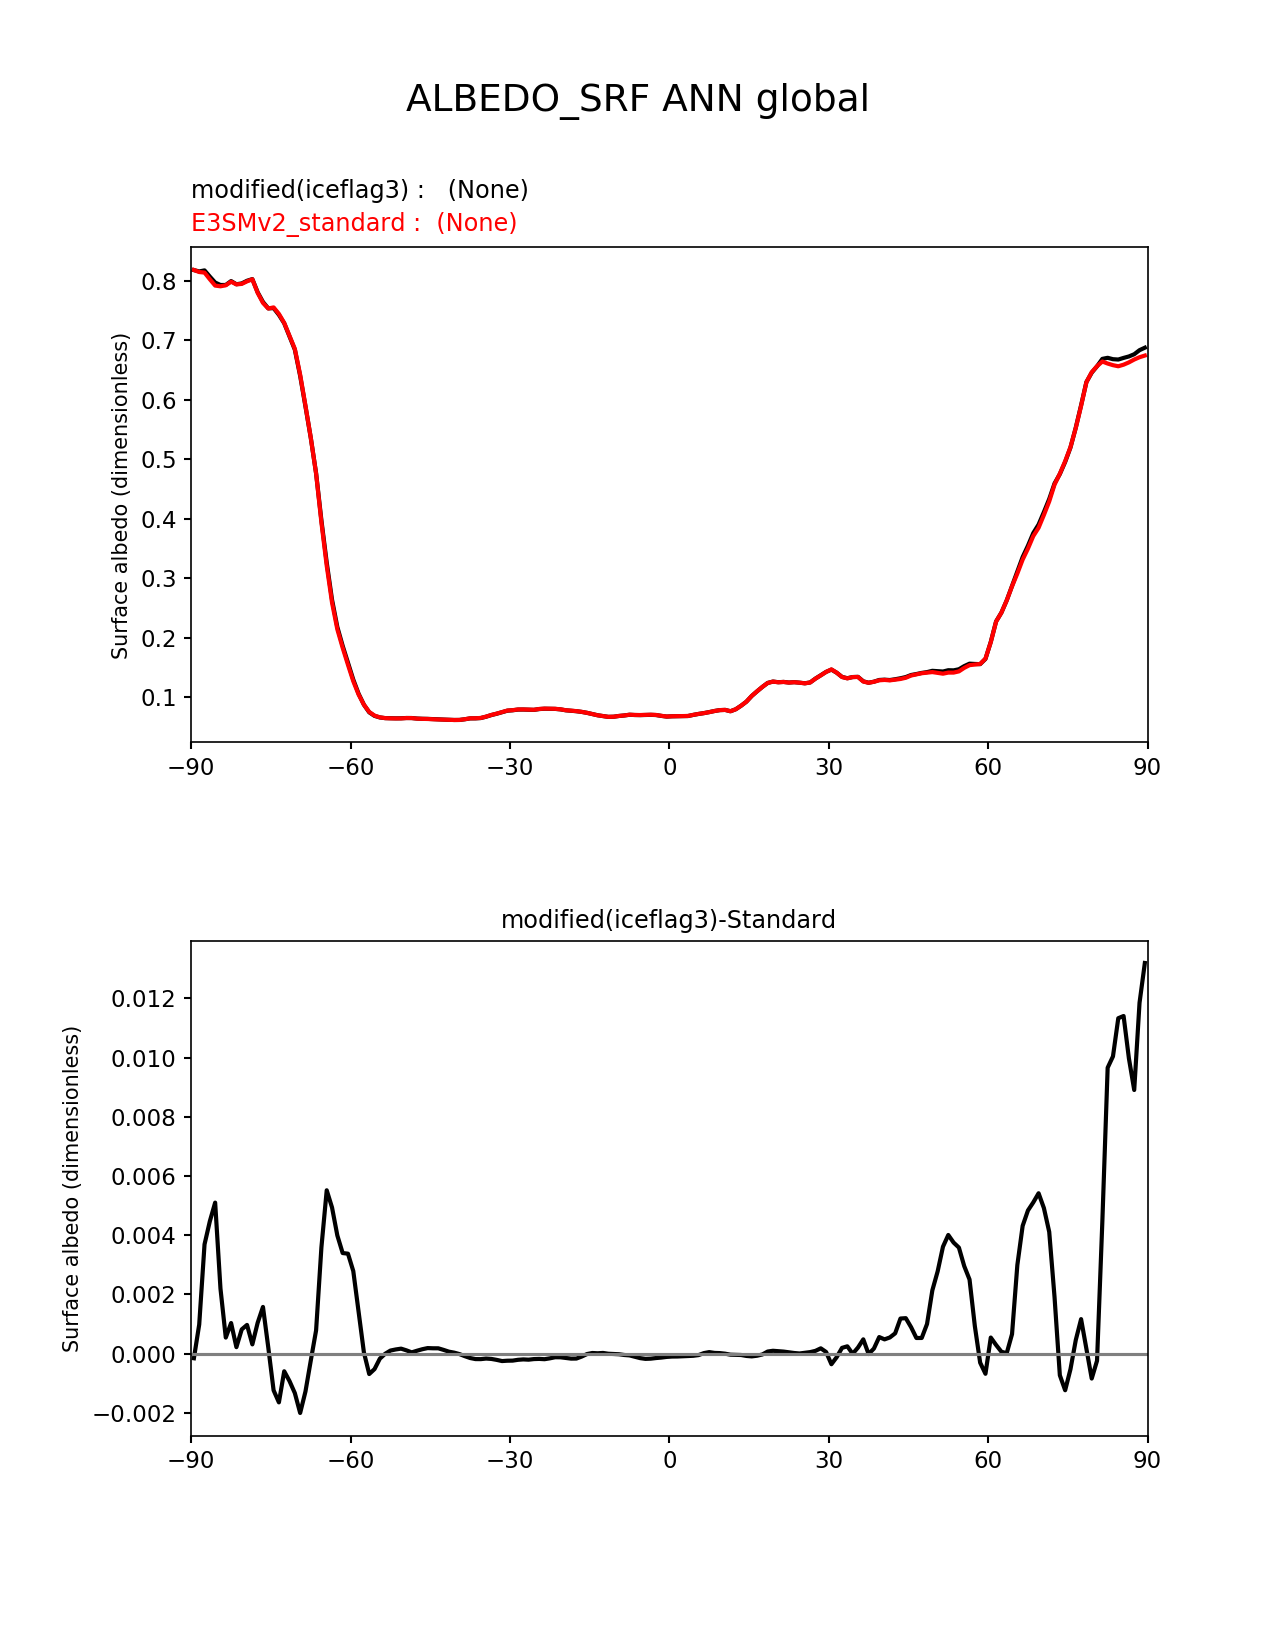 ALBEDO_SRF ANN global
modified(iceflag3) :   (None)
E3SMv2_standard :  (None)
Surface albedo (dimensionless)
0.8
0.7
0.6
0.5
0.4
0.3
0.2
0.1
−90 −60 −30 0 30 60 90
modified(iceflag3)-Standard
Surface albedo (dimensionless)
0.012
0.010
0.008
0.006
0.004
0.002
0.000
−0.002
−90 −60 −30 0 30 60 90